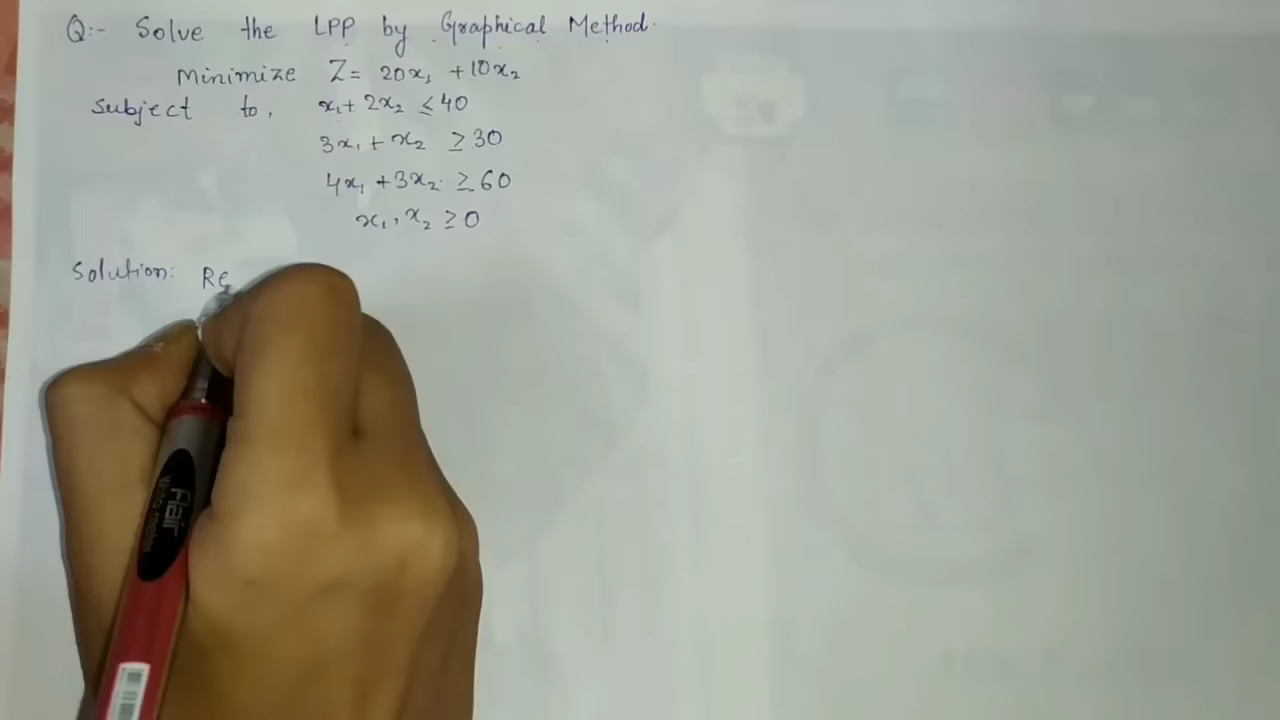 Q:- Solve the LPP by Graphical Method.
Minimize Z = 20x₁ + 10x₂
Subject to, x₁ + 2x₂ ≤ 40
3x₁ + x₂ ≥ 30
4x₁ + 3x₂ ≥ 60
x₁, x₂ ≥ 0
Solution: Re
Flair